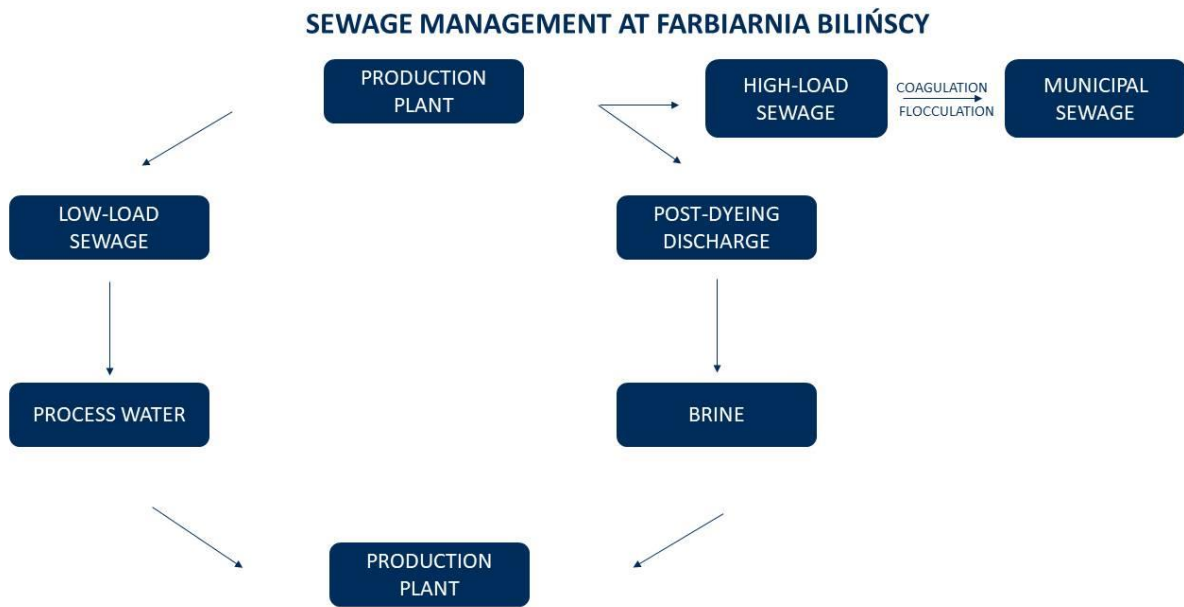 SEWAGE MANAGEMENT AT FARBIARNIA BILIŃSCY
PRODUCTION
PLANT
HIGH-LOAD
SEWAGE
COAGULATION
FLOCCULATION
MUNICIPAL
SEWAGE
LOW-LOAD
SEWAGE
POST-DYEING
DISCHARGE
PROCESS WATER
BRINE
PRODUCTION
PLANT